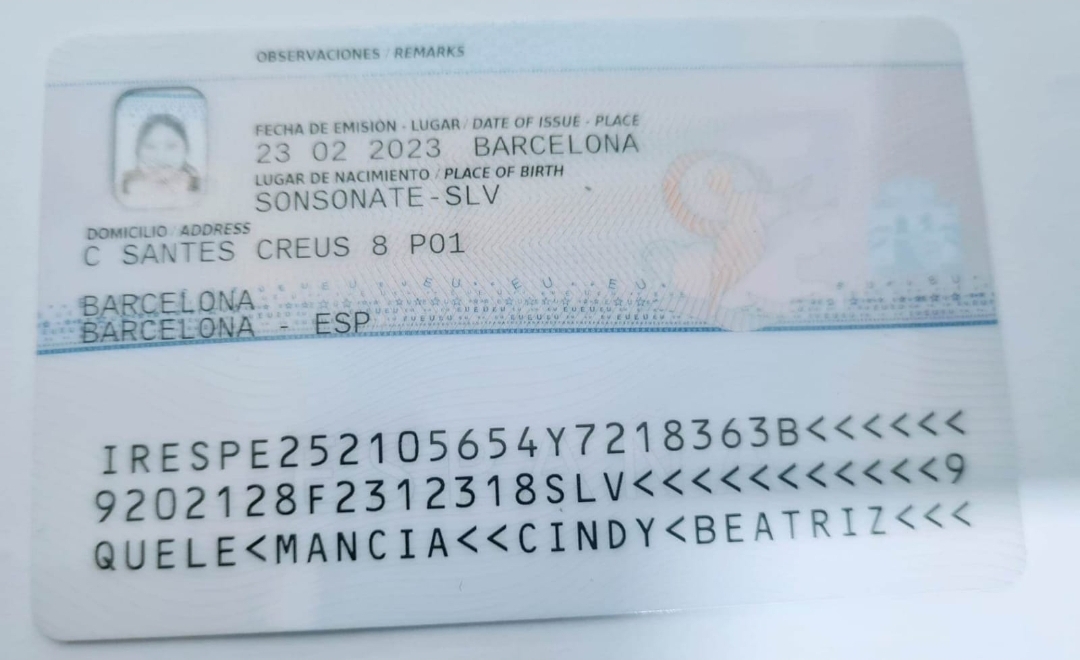 OBSERVACIONES / REMARKS
FECHA DE EMISIÓN - LUGAR / DATE OF ISSUE - PLACE
23 02 2023 BARCELONA
LUGAR DE NACIMIENTO / PLACE OF BIRTH
SONSONATE-SLV
DOMICILIO / ADDRESS
C SANTES CREUS 8 P01
BARCELONA
BARCELONA - ESP
IRESPE252105654Y7218363B<<<<<<
9202128F2312318SLV<<<<<<<<<<<9
QUELE<MANCIA<<CINDY<BEATRIZ<<<